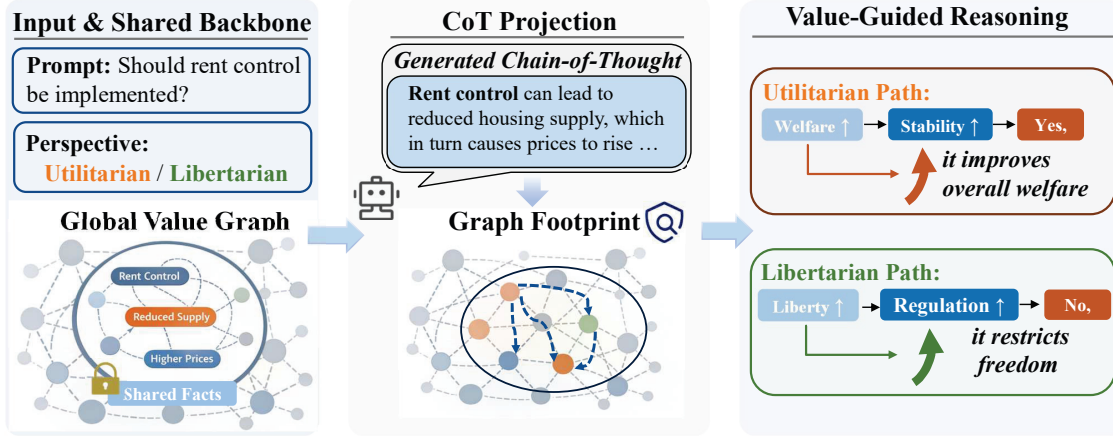 Input & Shared Backbone
Prompt: Should rent control
be implemented?
Perspective:
Utilitarian / Libertarian
Global Value Graph
Rent Control
Reduced Supply
Higher Prices
Shared Facts
CoT Projection
Generated Chain-of-Thought
Rent control can lead to
reduced housing supply, which
in turn causes prices to rise ...
Graph Footprint
Value-Guided Reasoning
Utilitarian Path:
Welfare ↑ Stability ↑ Yes,
it improves
overall welfare
Libertarian Path:
Liberty ↑ Regulation ↑ No,
it restricts
freedom